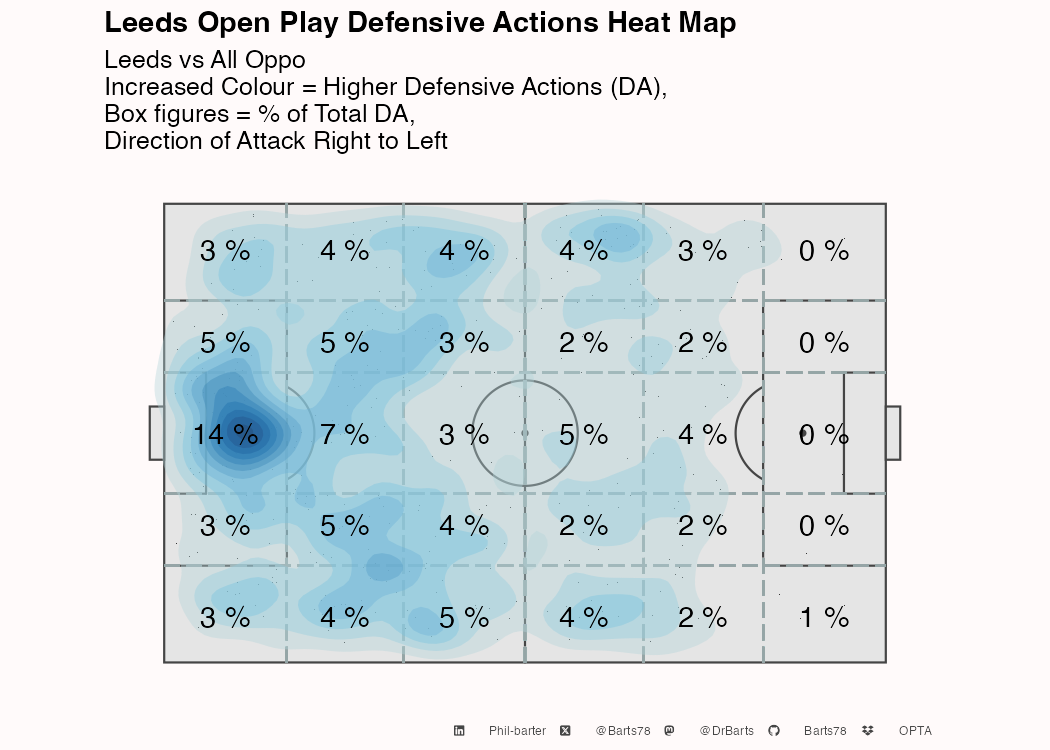 Leeds Open Play Defensive Actions Heat Map
Leeds vs All Oppo
Increased Colour = Higher Defensive Actions (DA),
Box figures = % of Total DA,
Direction of Attack Right to Left
3 % 4 % 4 % 4 % 3 % 0 %
5 % 5 % 3 % 2 % 2 % 0 %
14 % 7 % 3 % 5 % 4 % 0 %
3 % 5 % 4 % 2 % 2 % 0 %
3 % 4 % 5 % 4 % 2 % 1 %
Phil-barter @Barts78 @DrBarts Barts78 OPTA